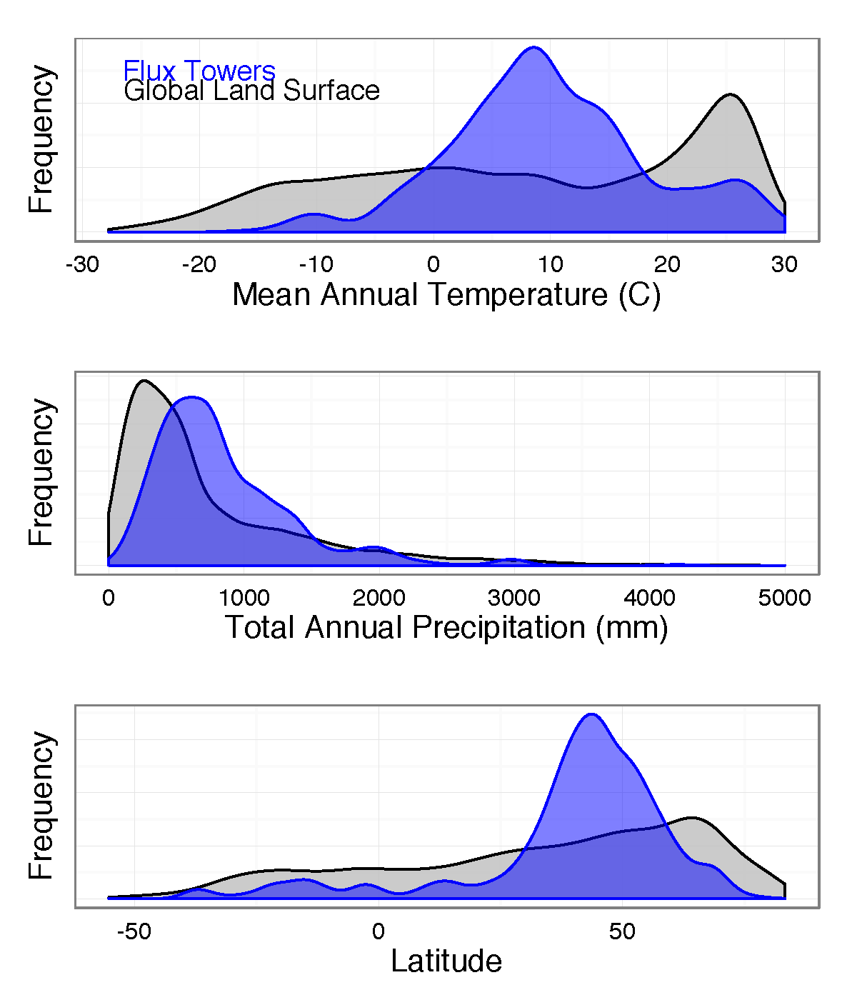 Flux Towers
Global Land Surface
Frequency
-30 -20 -10 0 10 20 30
Mean Annual Temperature (C)
Frequency
0 1000 2000 3000 4000 5000
Total Annual Precipitation (mm)
Frequency
-50 0 50
Latitude